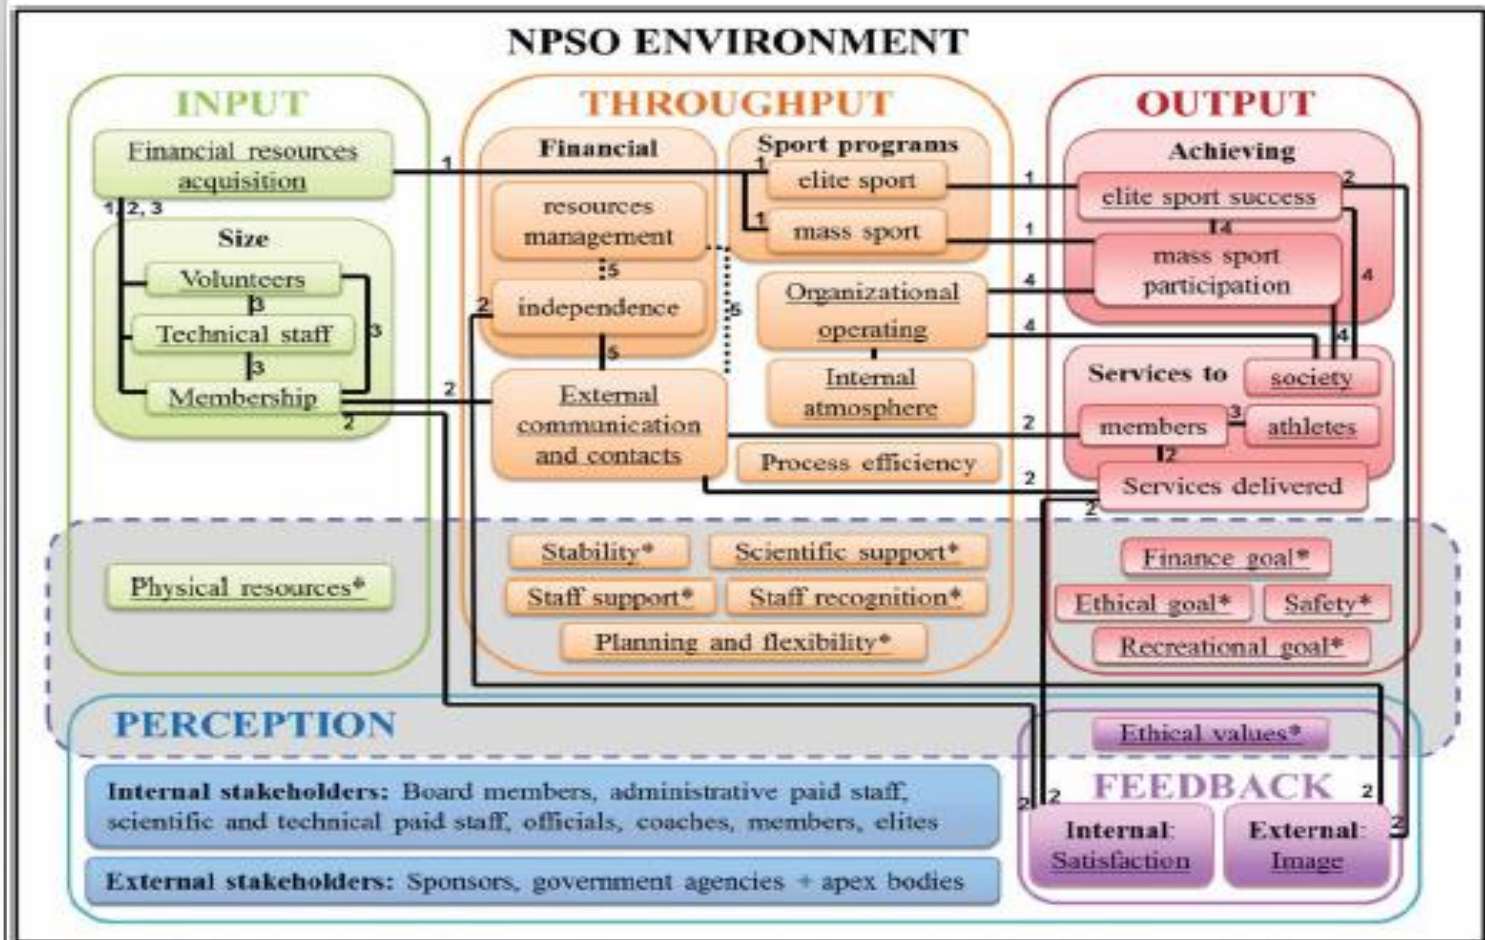 NPSO ENVIRONMENT
INPUT
Financial resources
acquisition
1
1, 2, 3
Size
Volunteers
3
Technical staff
3
3
Membership
2
2
THROUGHPUT
Financial
resources
management
5
independence
2
5
5
External
communication
and contacts
Sport programs
1
elite sport
1
mass sport
Organizational
operating
Internal
atmosphere
Process efficiency
1
1
4
4
2
2
OUTPUT
Achieving
elite sport success
2
4
mass sport
participation
4
4
Services to
society
members
3
athletes
2
Services delivered
2
Physical resources*
Stability*
Scientific support*
Staff support*
Staff recognition*
Planning and flexibility*
Finance goal*
Ethical goal*
Safety*
Recreational goal*
PERCEPTION
Internal stakeholders: Board members, administrative paid staff,
scientific and technical paid staff, officials, coaches, members, elites
External stakeholders: Sponsors, government agencies + apex bodies
Ethical values*
FEEDBACK
2
2
2
2
Internal:
Satisfaction
External:
Image